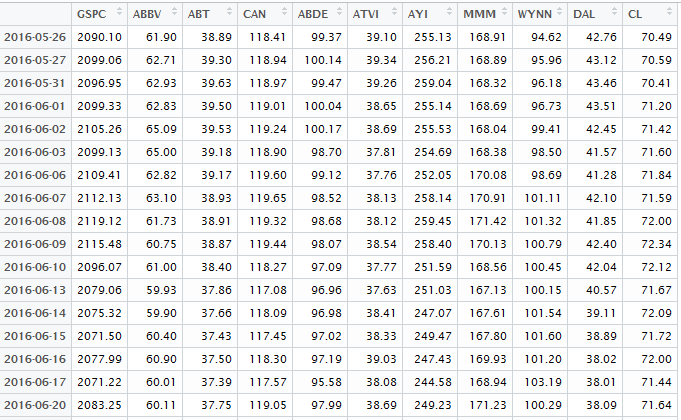 GSPC ABBV ABT CAN ABDE ATVI AYI MMM WYNN DAL CL
2016-05-26 2090.10 61.90 38.89 118.41 99.37 39.10 255.13 168.91 94.62 42.76 70.49
2016-05-27 2099.06 62.71 39.30 118.94 100.14 39.34 256.21 168.89 95.96 43.12 70.59
2016-05-31 2096.95 62.93 39.63 118.97 99.47 39.26 259.04 168.32 96.18 43.46 70.41
2016-06-01 2099.33 62.83 39.50 119.01 100.04 38.65 255.14 168.69 96.73 43.51 71.20
2016-06-02 2105.26 65.09 39.53 119.24 100.17 38.69 255.53 168.04 99.41 42.45 71.42
2016-06-03 2099.13 65.00 39.18 118.90 98.70 37.81 254.69 168.38 98.50 41.57 71.60
2016-06-06 2109.41 62.82 39.17 119.60 99.12 37.76 252.05 170.08 98.69 41.28 71.84
2016-06-07 2112.13 63.10 38.93 119.65 98.52 38.13 258.14 170.91 101.11 42.10 71.59
2016-06-08 2119.12 61.73 38.91 119.32 98.68 38.12 259.45 171.42 101.32 41.85 72.00
2016-06-09 2115.48 60.75 38.87 119.44 98.07 38.54 258.40 170.13 100.79 42.40 72.34
2016-06-10 2096.07 61.00 38.40 118.27 97.09 37.77 251.59 168.56 100.45 42.04 72.12
2016-06-13 2079.06 59.93 37.86 117.08 96.96 37.63 251.03 167.13 100.15 40.57 71.67
2016-06-14 2075.32 59.90 37.66 118.09 96.98 38.41 247.07 167.61 101.54 39.11 72.09
2016-06-15 2071.50 60.40 37.43 117.45 97.02 38.33 249.47 167.80 101.60 38.89 71.72
2016-06-16 2077.99 60.90 37.50 118.30 97.19 39.03 247.43 169.93 101.20 38.02 72.00
2016-06-17 2071.22 60.01 37.39 117.57 95.58 38.08 244.58 168.94 103.19 38.01 71.44
2016-06-20 2083.25 60.11 37.75 119.05 97.99 38.69 249.23 171.23 100.29 38.09 71.64